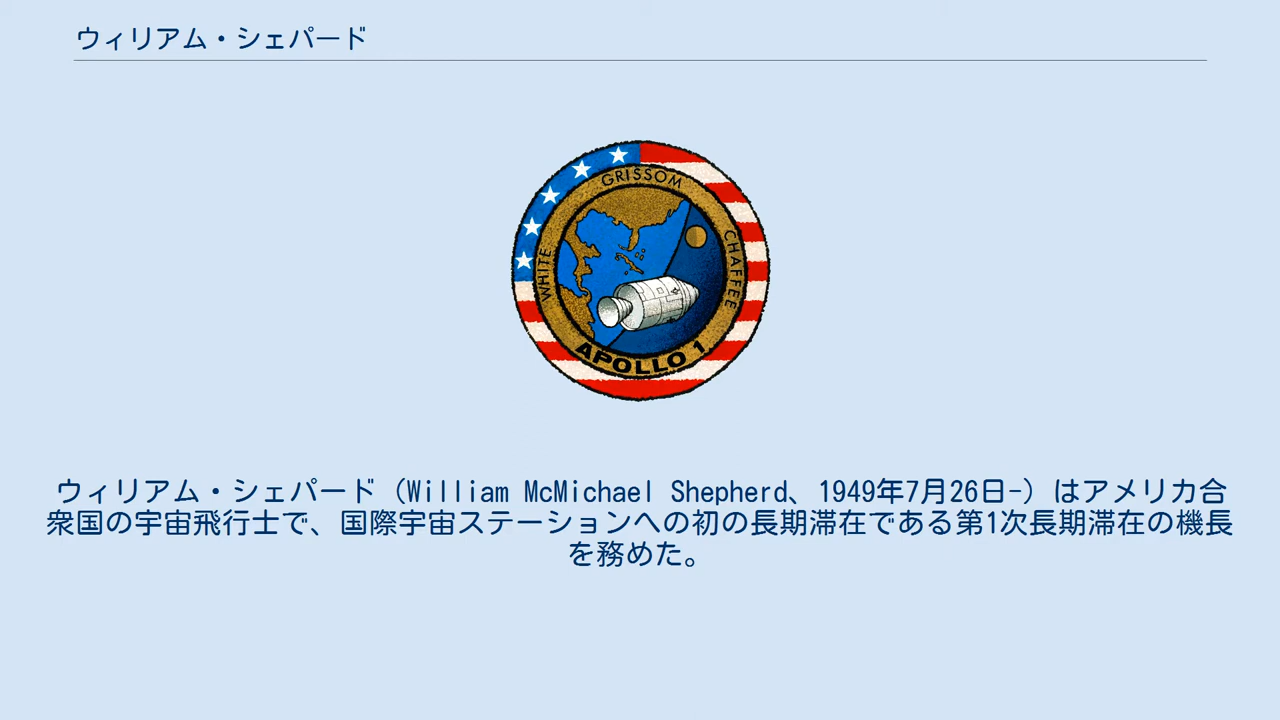 ウィリアム・シェパード
GRISSOM
WHITE
CHAFFEE
APOLLO 1
ウィリアム・シェパード（William McMichael Shepherd、1949年7月26日-）はアメリカ合
衆国の宇宙飛行士で、国際宇宙ステーションへの初の長期滞在である第1次長期滞在の機長
を務めた。